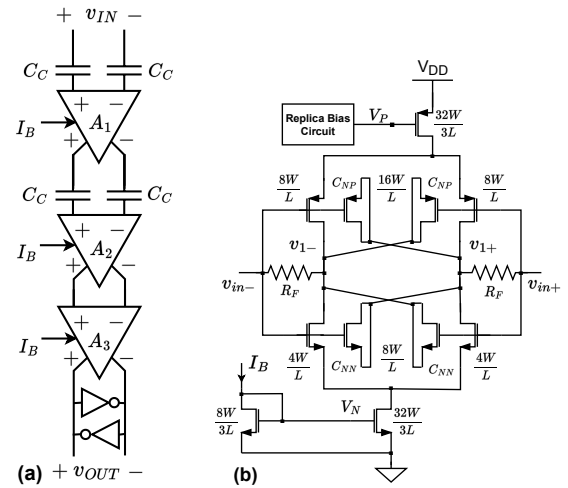 + v_IN −
C_C C_C
+ −
I_B A_1
+ −
C_C C_C
+ −
I_B A_2
+ −
+ −
I_B A_3
+ −
(a) + v_OUT −
V_DD
Replica Bias
Circuit
V_P
32W/3L
8W/L C_NP 16W/L C_NP 8W/L
v_1− v_1+
v_in− R_F R_F v_in+
4W/L C_NN 8W/L C_NN 4W/L
I_B
8W/3L V_N 32W/3L
(b)